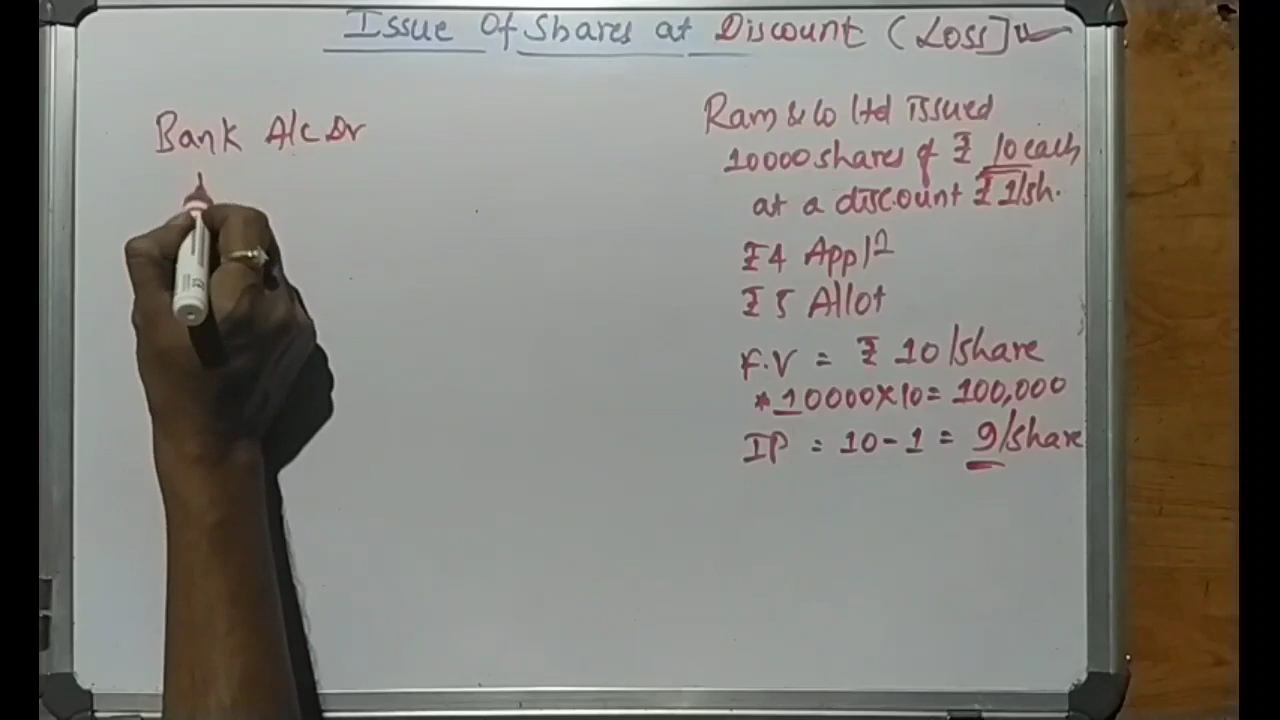 Issue Of Shares at Discount (Loss]
Bank A/c Dr
Ram & Co ltd Issued
10000 shares of ₹ 10 each
at a discount ₹ 1/sh.
₹4 Appl⁠n
₹ 5 Allot
F.V = ₹ 10/share
*10000×10= 100,000
IP = 10-1 = 9/share